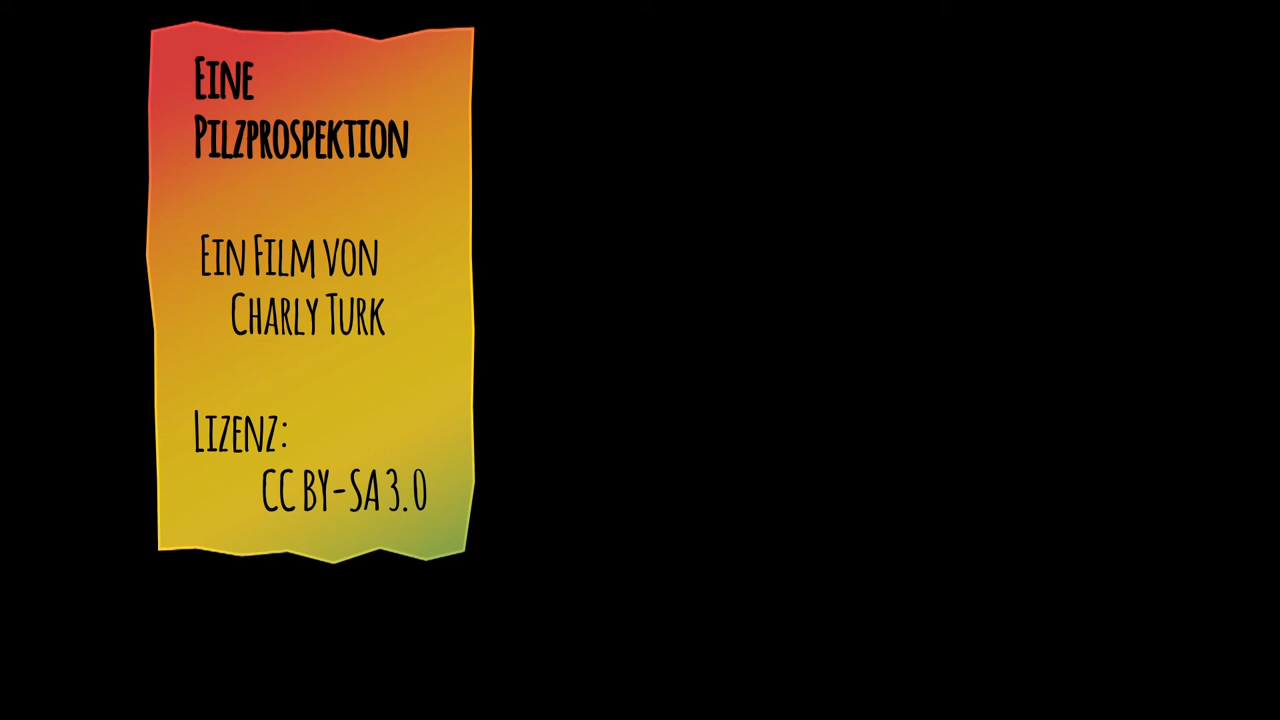 Eine
Pilzprospektion
Ein Film von
Charly Turk
Lizenz:
CC BY-SA 3.0